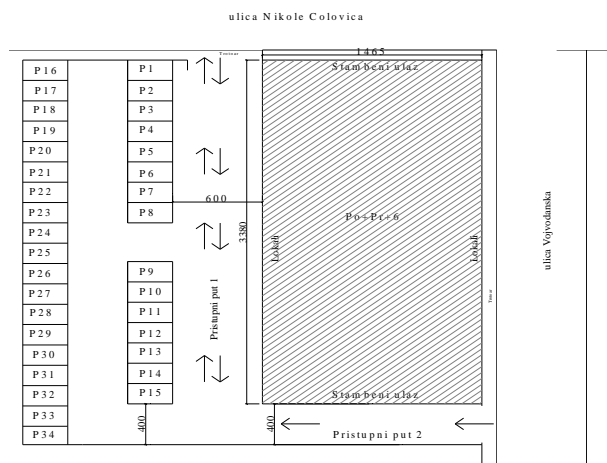 ulica Nikole Colovica
Trotoar
1465
Stambeni ulaz
P16
P17
P18
P19
P20
P21
P22
P23
P24
P25
P26
P27
P28
P29
P30
P31
P32
P33
P34
P1
P2
P3
P4
P5
P6
P7
P8
P9
P10
P11
P12
P13
P14
P15
600
3380
Pristupni put 1
Lokali
Po+Pr+6
Lokali
Trotoar
ulica Vojvodanska
Stambeni ulaz
400
400
Pristupni put 2